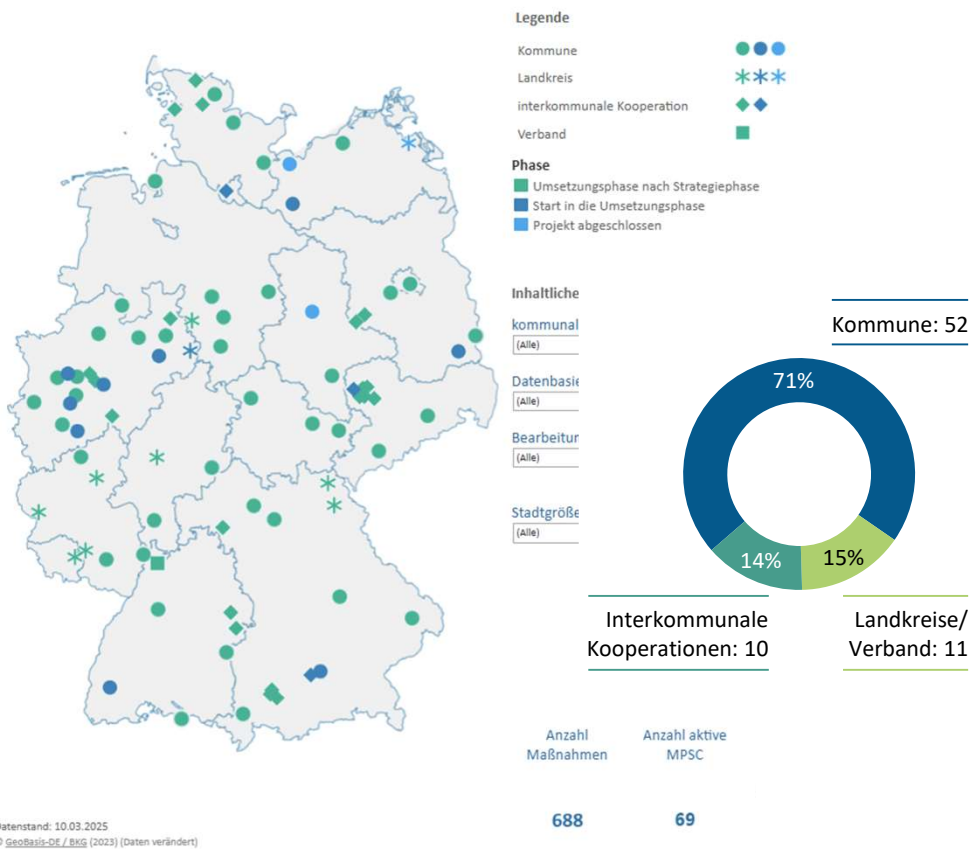 Legende
Kommune
Landkreis
interkommunale Kooperation
Verband
Phase
Umsetzungsphase nach Strategiephase
Start in die Umsetzungsphase
Projekt abgeschlossen
Inhaltliche
kommunal
(Alle)
Datenbasie
(Alle)
Bearbeitur
(Alle)
Stadtgröße
(Alle)
Kommune: 52
71%
14%
15%
Interkommunale
Kooperationen: 10
Landkreise/
Verband: 11
Anzahl
Maßnahmen
Anzahl aktive
MPSC
688
69
Datenstand: 10.03.2025
© GeoBasis-DE / BKG (2023) (Daten verändert)